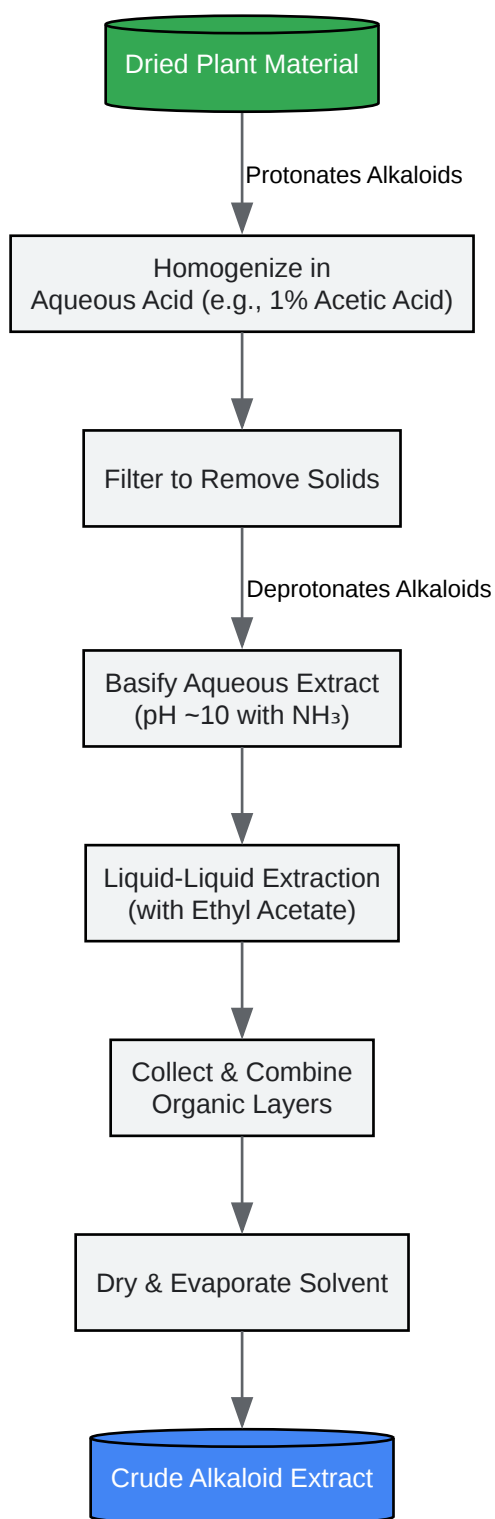 Dried Plant Material
Protonates Alkaloids
Homogenize in
Aqueous Acid (e.g., 1% Acetic Acid)
Filter to Remove Solids
Deprotonates Alkaloids
Basify Aqueous Extract
(pH ~10 with NH₃)
Liquid-Liquid Extraction
(with Ethyl Acetate)
Collect & Combine
Organic Layers
Dry & Evaporate Solvent
Crude Alkaloid Extract